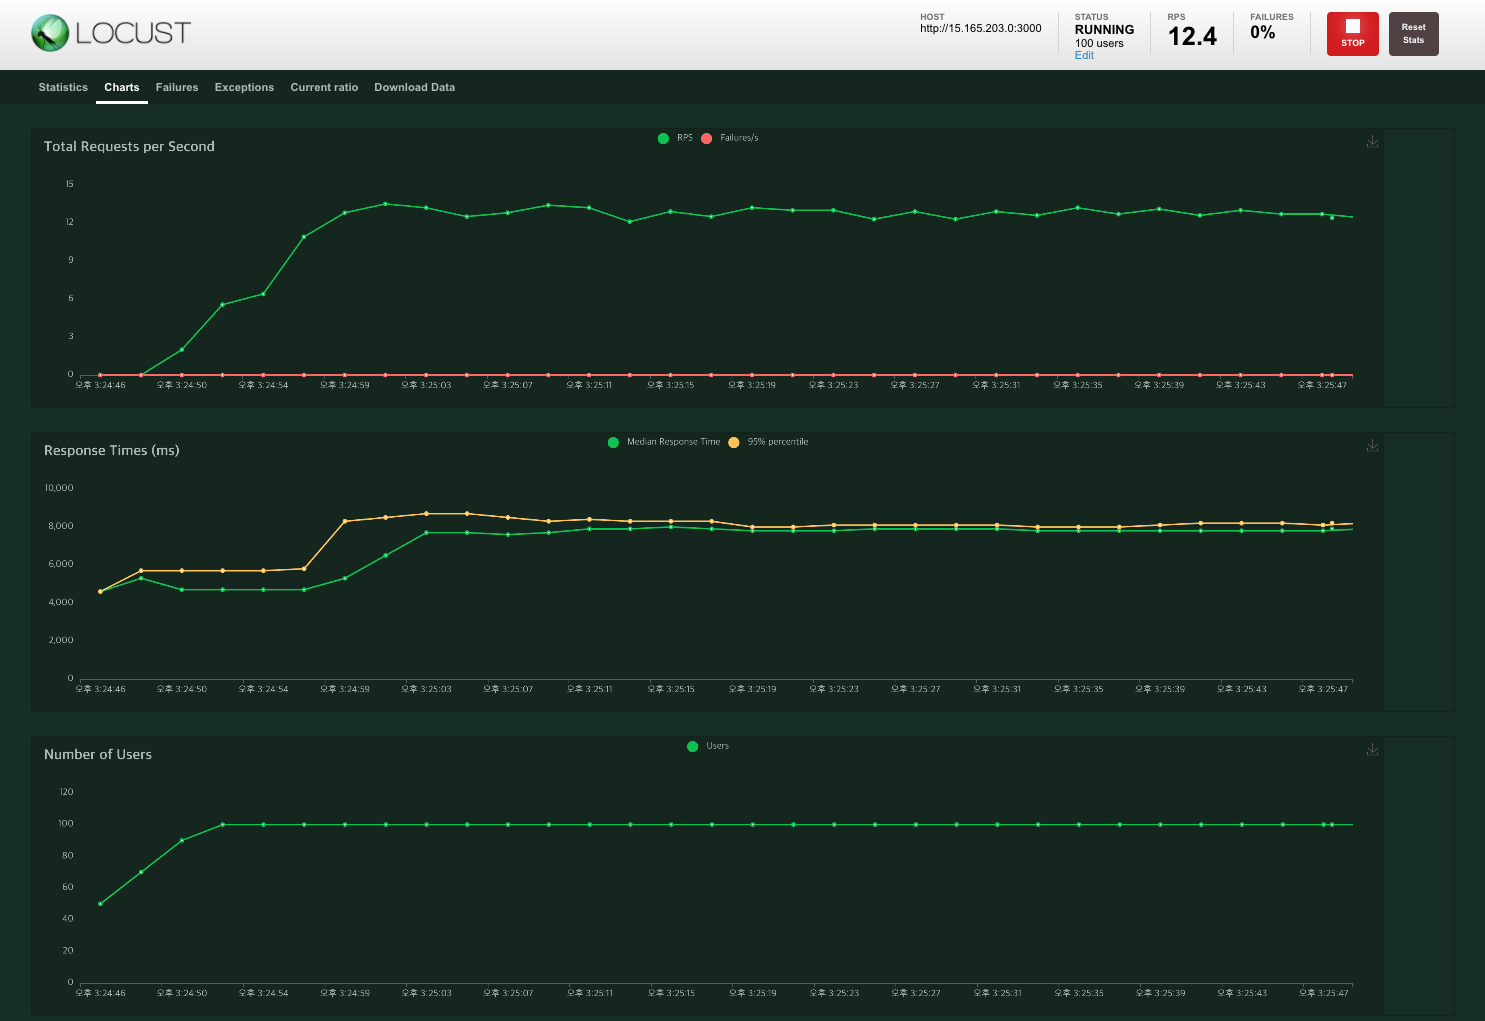 LOCUST
HOST
http://15.165.203.0:3000
STATUS
RUNNING
100 users
Edit
RPS
12.4
FAILURES
0%
STOP
Reset
Stats
Statistics Charts Failures Exceptions Current ratio Download Data
Total Requests per Second
RPS Failures/s
15
12
9
6
3
0
오후 3:24:46 오후 3:24:50 오후 3:24:54 오후 3:24:59 오후 3:25:03 오후 3:25:07 오후 3:25:11 오후 3:25:15 오후 3:25:19 오후 3:25:23 오후 3:25:27 오후 3:25:31 오후 3:25:35 오후 3:25:39 오후 3:25:43 오후 3:25:47
Response Times (ms)
Median Response Time 95% percentile
10,000
8,000
6,000
4,000
2,000
0
오후 3:24:46 오후 3:24:50 오후 3:24:54 오후 3:24:59 오후 3:25:03 오후 3:25:07 오후 3:25:11 오후 3:25:15 오후 3:25:19 오후 3:25:23 오후 3:25:27 오후 3:25:31 오후 3:25:35 오후 3:25:39 오후 3:25:43 오후 3:25:47
Number of Users
Users
120
100
80
60
40
20
0
오후 3:24:46 오후 3:24:50 오후 3:24:54 오후 3:24:59 오후 3:25:03 오후 3:25:07 오후 3:25:11 오후 3:25:15 오후 3:25:19 오후 3:25:23 오후 3:25:27 오후 3:25:31 오후 3:25:35 오후 3:25:39 오후 3:25:43 오후 3:25:47